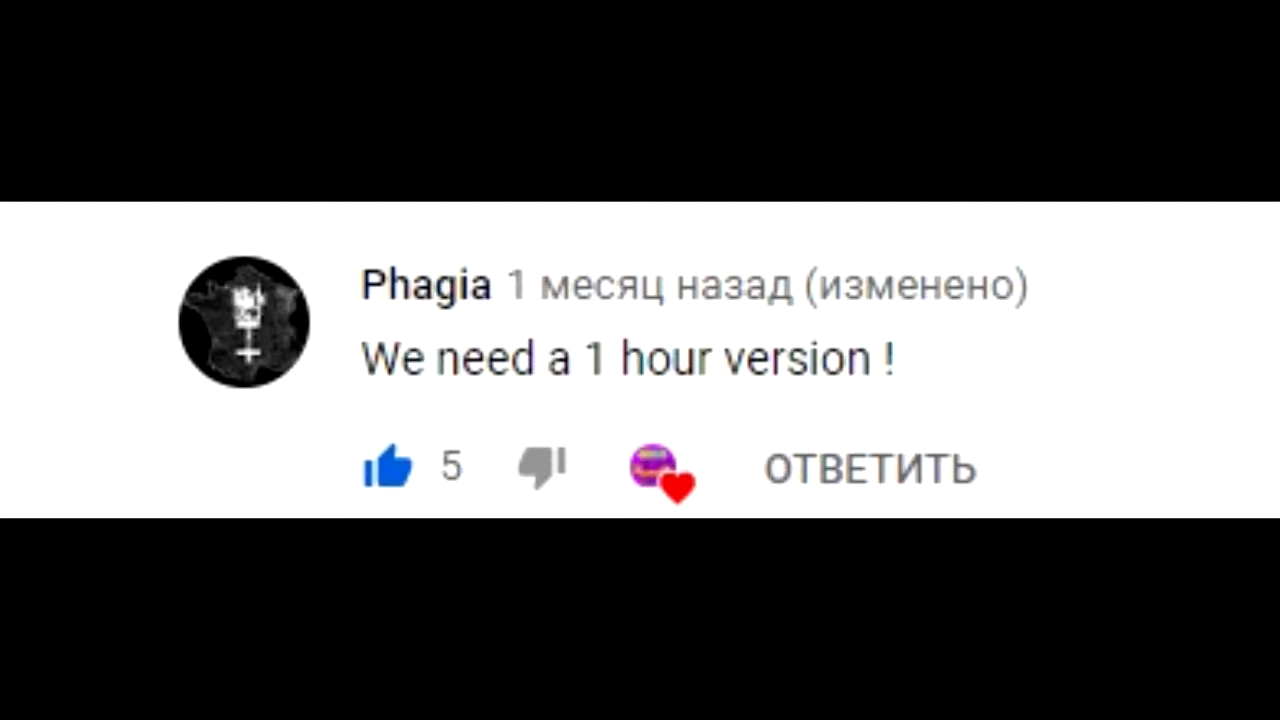 Phagia 1 месяц назад (изменено)
We need a 1 hour version !
5 ОТВЕТИТЬ